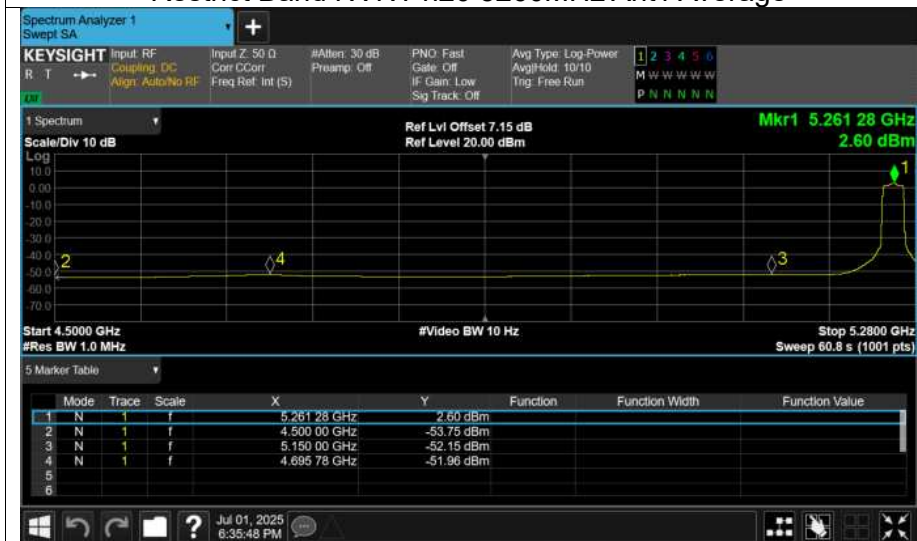 Spectrum Analyzer 1
Swept SA
+
KEYSIGHT
R T
Input: RF
Coupling: DC
Align: Auto/No RF
Input Z: 50 Ω
Corr CCorr
Freq Ref: Int (S)
#Atten: 30 dB
Preamp: Off
PNO: Fast
Gate: Off
IF Gain: Low
Sig Track: Off
Avg Type: Log-Power
Avg|Hold: 10/10
Trig: Free Run
1 2 3 4 5 6
M W W W W W
P N N N N N
1 Spectrum
Scale/Div 10 dB
Ref Lvl Offset 7.15 dB
Ref Level 20.00 dBm
Mkr1 5.261 28 GHz
2.60 dBm
Log
10.0
0.00
-10.0
-20.0
-30.0
-40.0
-50.0
-60.0
-70.0
1
2
4
3
Start 4.5000 GHz
#Res BW 1.0 MHz
#Video BW 10 Hz
Stop 5.2800 GHz
Sweep 60.8 s (1001 pts)
5 Marker Table
Mode Trace Scale X Y Function Function Width Function Value
1 N 1 f 5.261 28 GHz 2.60 dBm
2 N 1 f 4.500 00 GHz -53.75 dBm
3 N 1 f 5.150 00 GHz -52.15 dBm
4 N 1 f 4.695 78 GHz -51.96 dBm
5
6
?
Jul 01, 2025
6:35:48 PM